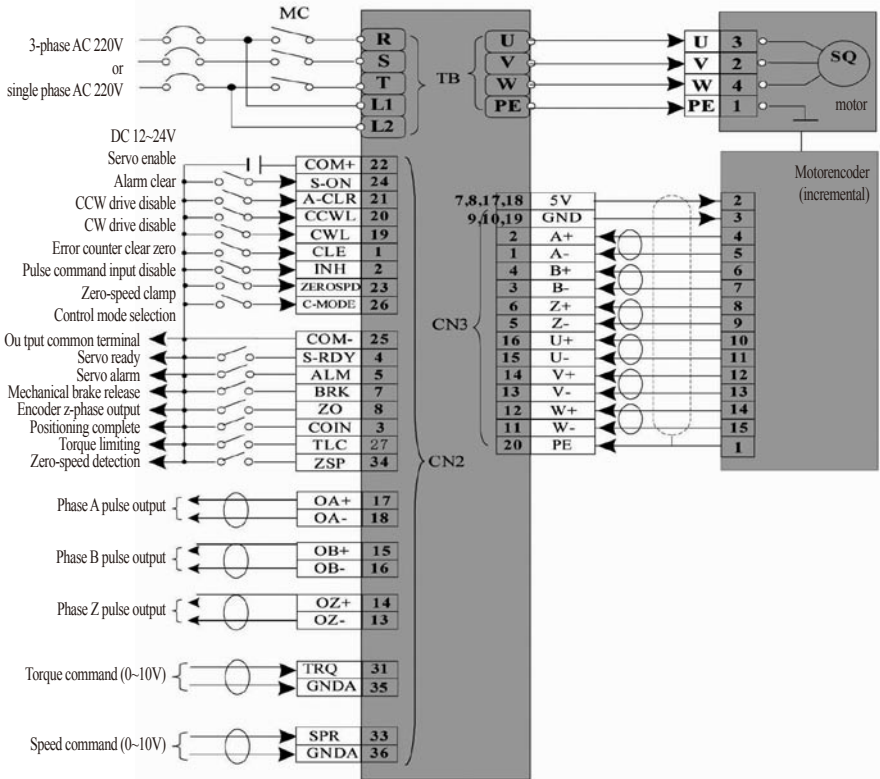 MC
3-phase AC 220V
or
single phase AC 220V
R
S
T
L1
L2
TB
U
V
W
PE
U 3
V 2
W 4
PE 1
SQ
motor
DC 12~24V
Servo enable
Alarm clear
CCW drive disable
CW drive disable
Error counter clear zero
Pulse command input disable
Zero-speed clamp
Control mode selection
COM+ 22
S-ON 24
A-CLR 21
CCWL 20
CWL 19
CLE 1
INH 2
ZEROSPD 23
C-MODE 26
Ou tput common terminal
Servo ready
Servo alarm
Mechanical brake release
Encoder z-phase output
Positioning complete
Torque limiting
Zero-speed detection
COM- 25
S-RDY 4
ALM 5
BRK 7
ZO 8
COIN 3
TLC 27
ZSP 34
CN2
Phase A pulse output
OA+ 17
OA- 18
Phase B pulse output
OB+ 15
OB- 16
Phase Z pulse output
OZ+ 14
OZ- 13
Torque command (0~10V)
TRQ 31
GNDA 35
Speed command (0~10V)
SPR 33
GNDA 36
CN3
7,8,17,18 5V 2
9,10,19 GND 3
2 A+ 4
1 A- 5
4 B+ 6
3 B- 7
6 Z+ 8
5 Z- 9
16 U+ 10
15 U- 11
14 V+ 12
13 V- 13
12 W+ 14
11 W- 15
20 PE 1
Motorencoder
(incremental)